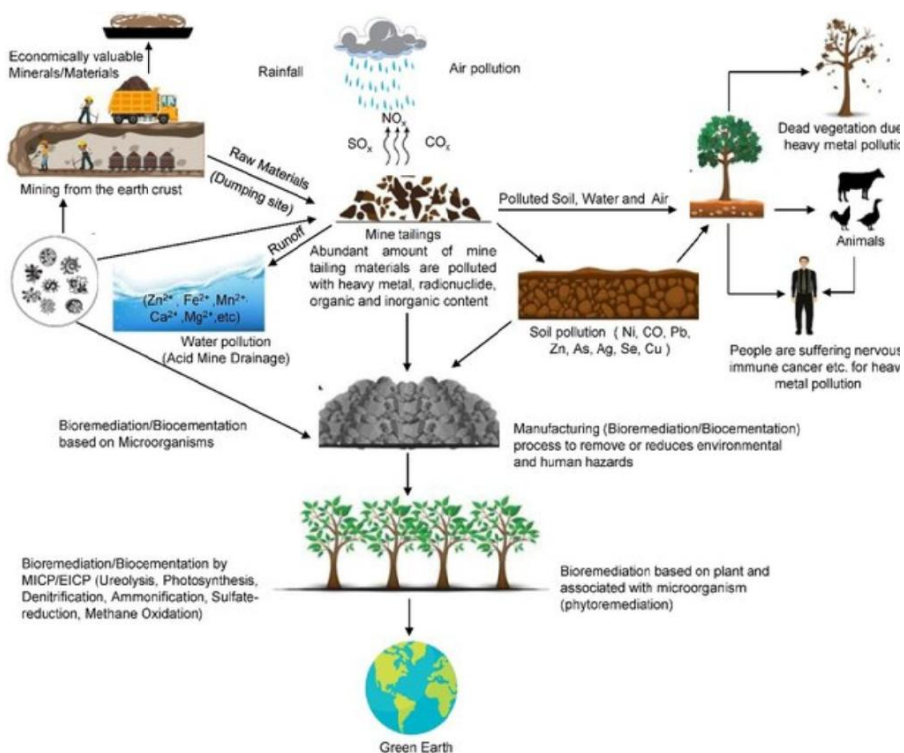 Economically valuable
Minerals/Materials
Rainfall
Air pollution
NOx
SOx
COx
Dead vegetation due
heavy metal pollution
Mining from the earth crust
Raw Materials
(Dumping site)
Polluted Soil, Water and Air
Mine tailings
Abundant amount of mine
tailing materials are polluted
with heavy metal, radionuclide,
organic and inorganic content
Runoff
Animals
(Zn²⁺, Fe²⁺,Mn²⁺
Ca²⁺,Mg²⁺,etc)
Water pollution
(Acid Mine Drainage)
Soil pollution ( Ni, CO, Pb,
Zn, As, Ag, Se, Cu )
People are suffering nervous
immune cancer etc. for heav
metal pollution
Bioremediation/Biocementation
based on Microorganisms
Manufacturing (Bioremediation/Biocementation)
process to remove or reduces environmental
and human hazards
Bioremediation/Biocementation by
MICP/EICP (Ureolysis, Photosynthesis,
Denitrification, Ammonification, Sulfate-
reduction, Methane Oxidation)
Bioremediation based on plant and
associated with microorganism
(phytoremediation)
Green Earth